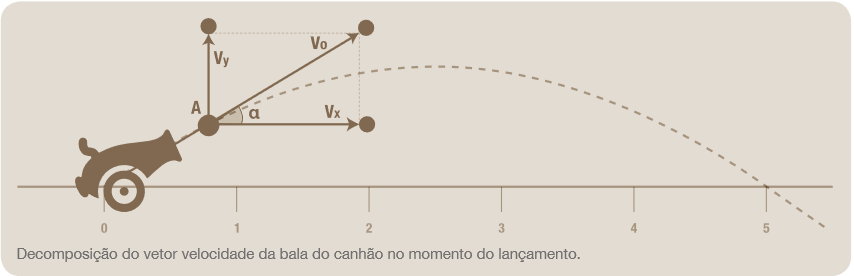 Vy
Vo
A
α
Vx
0 1 2 3 4 5
Decomposição do vetor velocidade da bala do canhão no momento do lançamento.